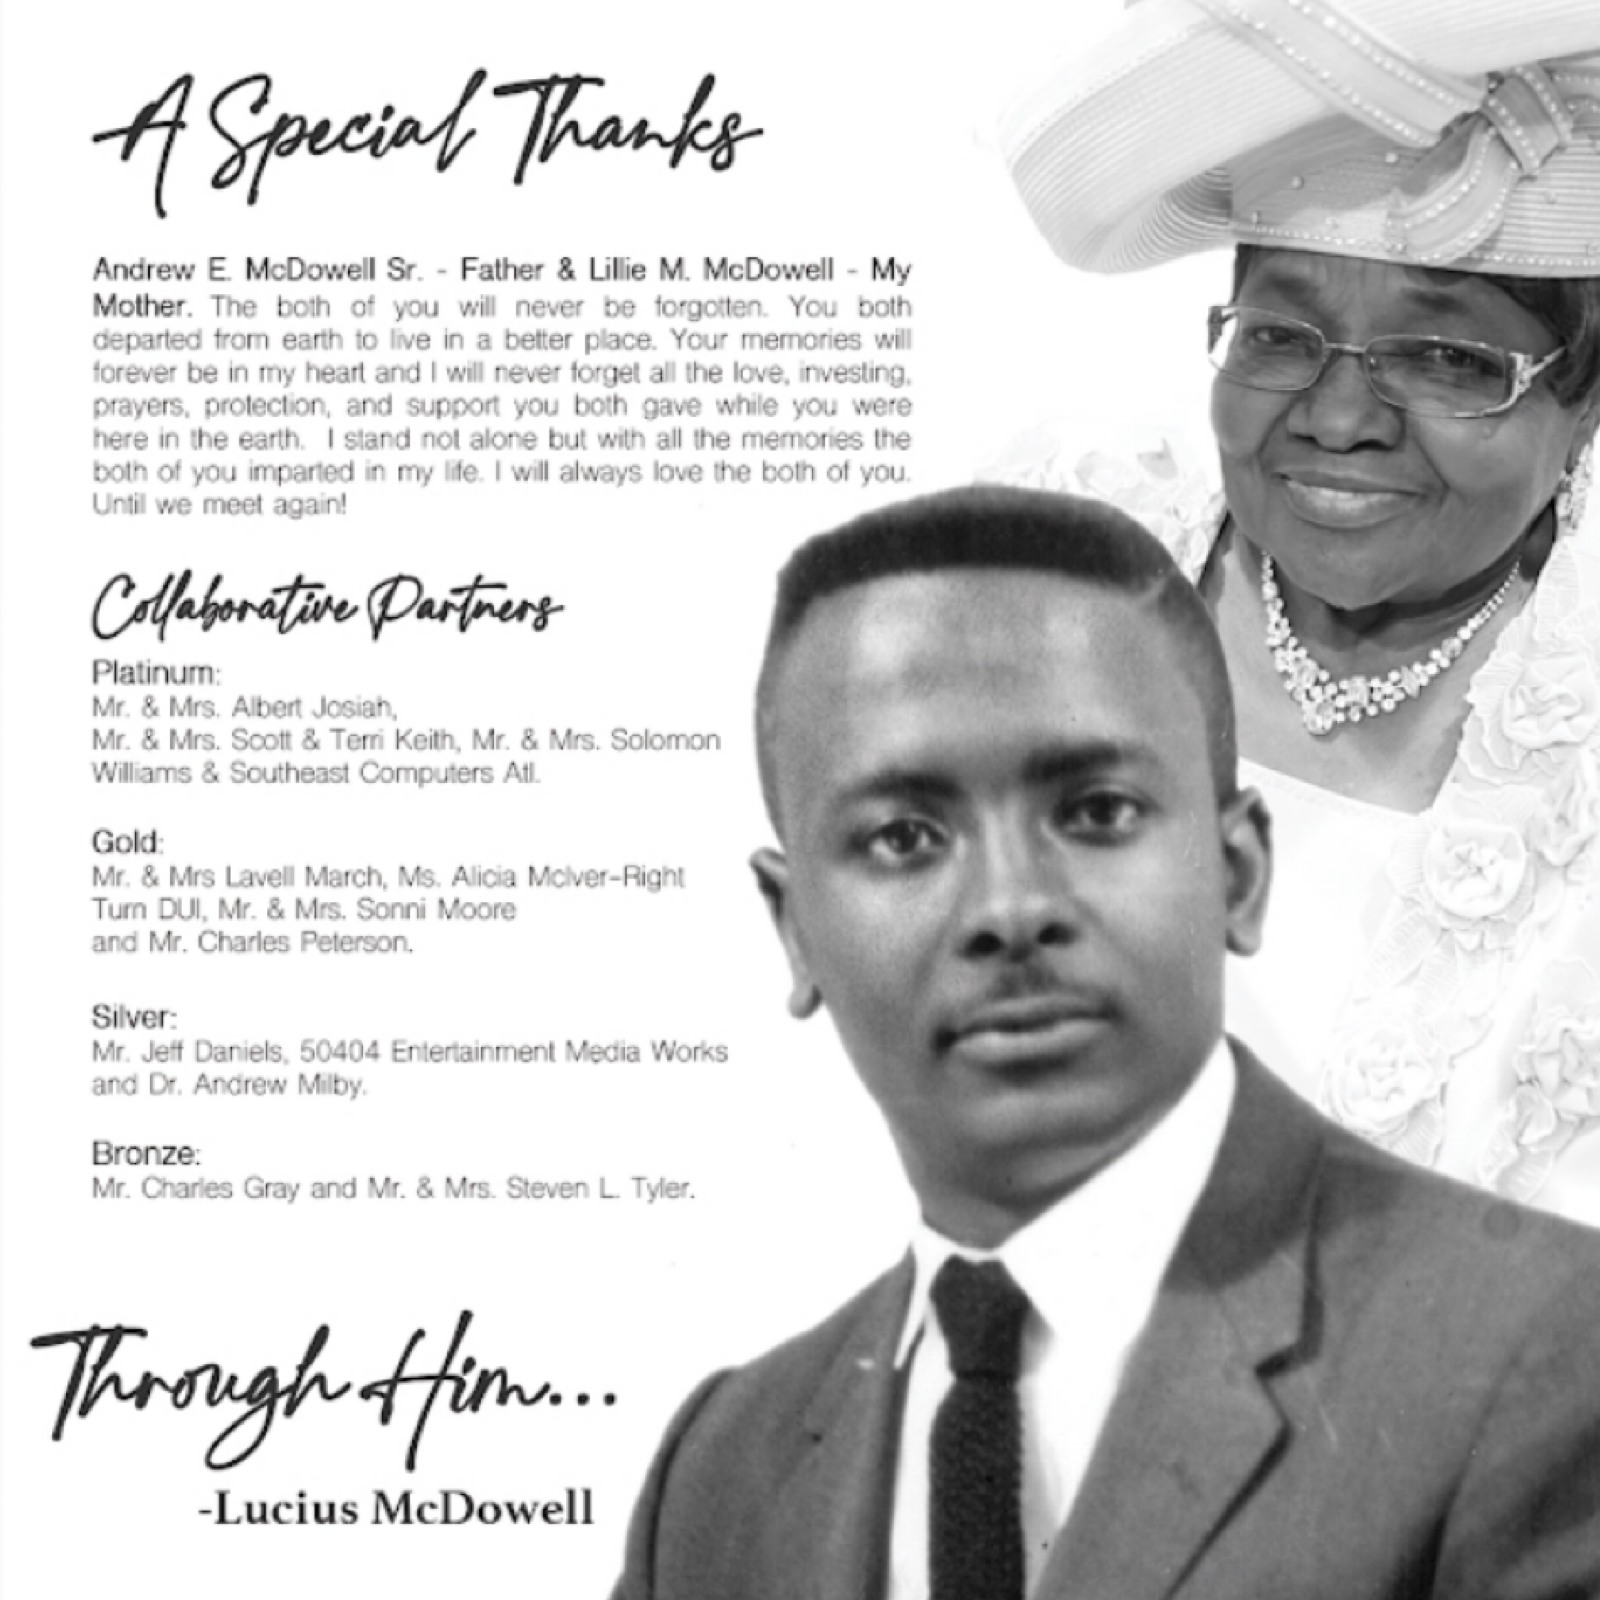 A Special Thanks
Andrew E. McDowell Sr. - Father & Lillie M. McDowell - My
Mother. The both of you will never be forgotten. You both
departed from earth to live in a better place. Your memories will
forever be in my heart and I will never forget all the love, investing,
prayers, protection, and support you both gave while you were
here in the earth. I stand not alone but with all the memories the
both of you imparted in my life. I will always love the both of you.
Until we meet again!
Collaborative Partners
Platinum:
Mr. & Mrs. Albert Josiah,
Mr. & Mrs. Scott & Terri Keith, Mr. & Mrs. Solomon
Williams & Southeast Computers Atl.
Gold:
Mr. & Mrs Lavell March, Ms. Alicia McIver-Right
Turn DUI, Mr. & Mrs. Sonni Moore
and Mr. Charles Peterson.
Silver:
Mr. Jeff Daniels, 50404 Entertainment Media Works
and Dr. Andrew Milby.
Bronze:
Mr. Charles Gray and Mr. & Mrs. Steven L. Tyler.
Through Him...
-Lucius McDowell